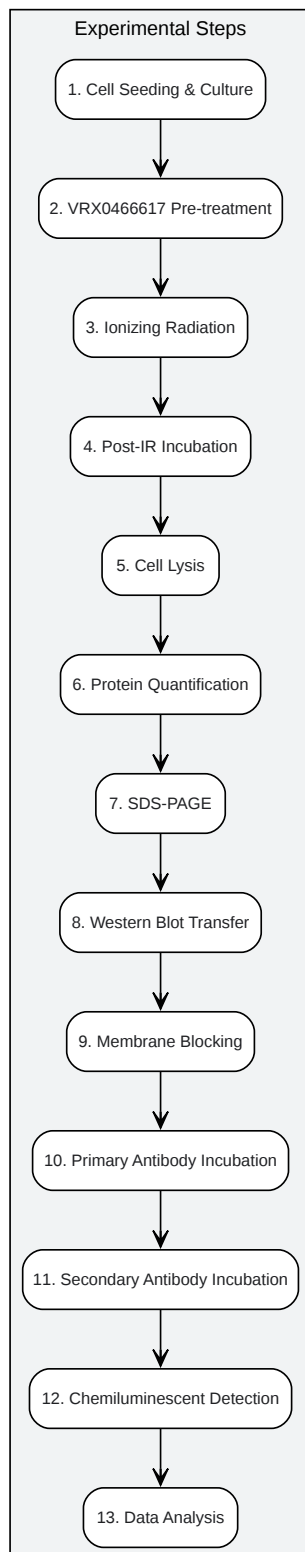 Experimental Steps
1. Cell Seeding & Culture
2. VRX0466617 Pre-treatment
3. Ionizing Radiation
4. Post-IR Incubation
5. Cell Lysis
6. Protein Quantification
7. SDS-PAGE
8. Western Blot Transfer
9. Membrane Blocking
10. Primary Antibody Incubation
11. Secondary Antibody Incubation
12. Chemiluminescent Detection
13. Data Analysis